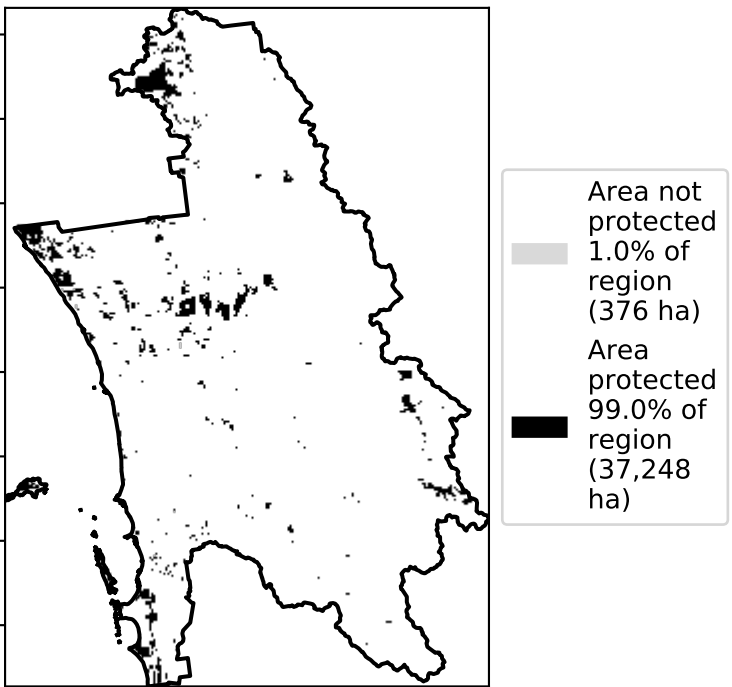 Area not
protected
1.0% of
region
(376 ha)
Area
protected
99.0% of
region
(37,248
ha)